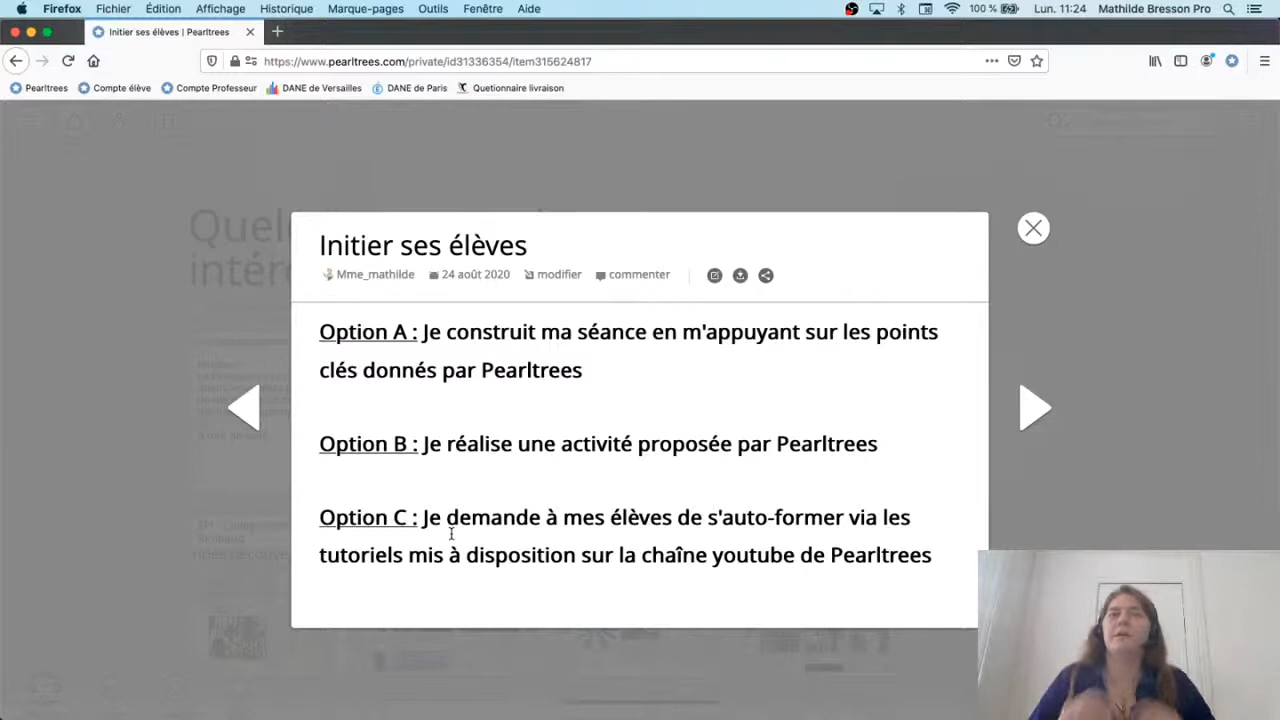 Firefox Fichier Édition Affichage Historique Marque-pages Outils Fenêtre Aide 100 % Lun. 11:24 Mathilde Bresson Pro
Initier ses élèves | Pearltrees
https://www.pearltrees.com/private/id31336354/item315624817
Pearltrees Compte élève Compte Professeur DANE de Versailles DANE de Paris Quetionnaire livraison
Initier ses élèves
Mme_mathilde 24 août 2020 modifier commenter
Option A : Je construit ma séance en m'appuyant sur les points
clés donnés par Pearltrees
Option B : Je réalise une activité proposée par Pearltrees
Option C : Je demande à mes élèves de s'auto-former via les
tutoriels mis à disposition sur la chaîne youtube de Pearltrees